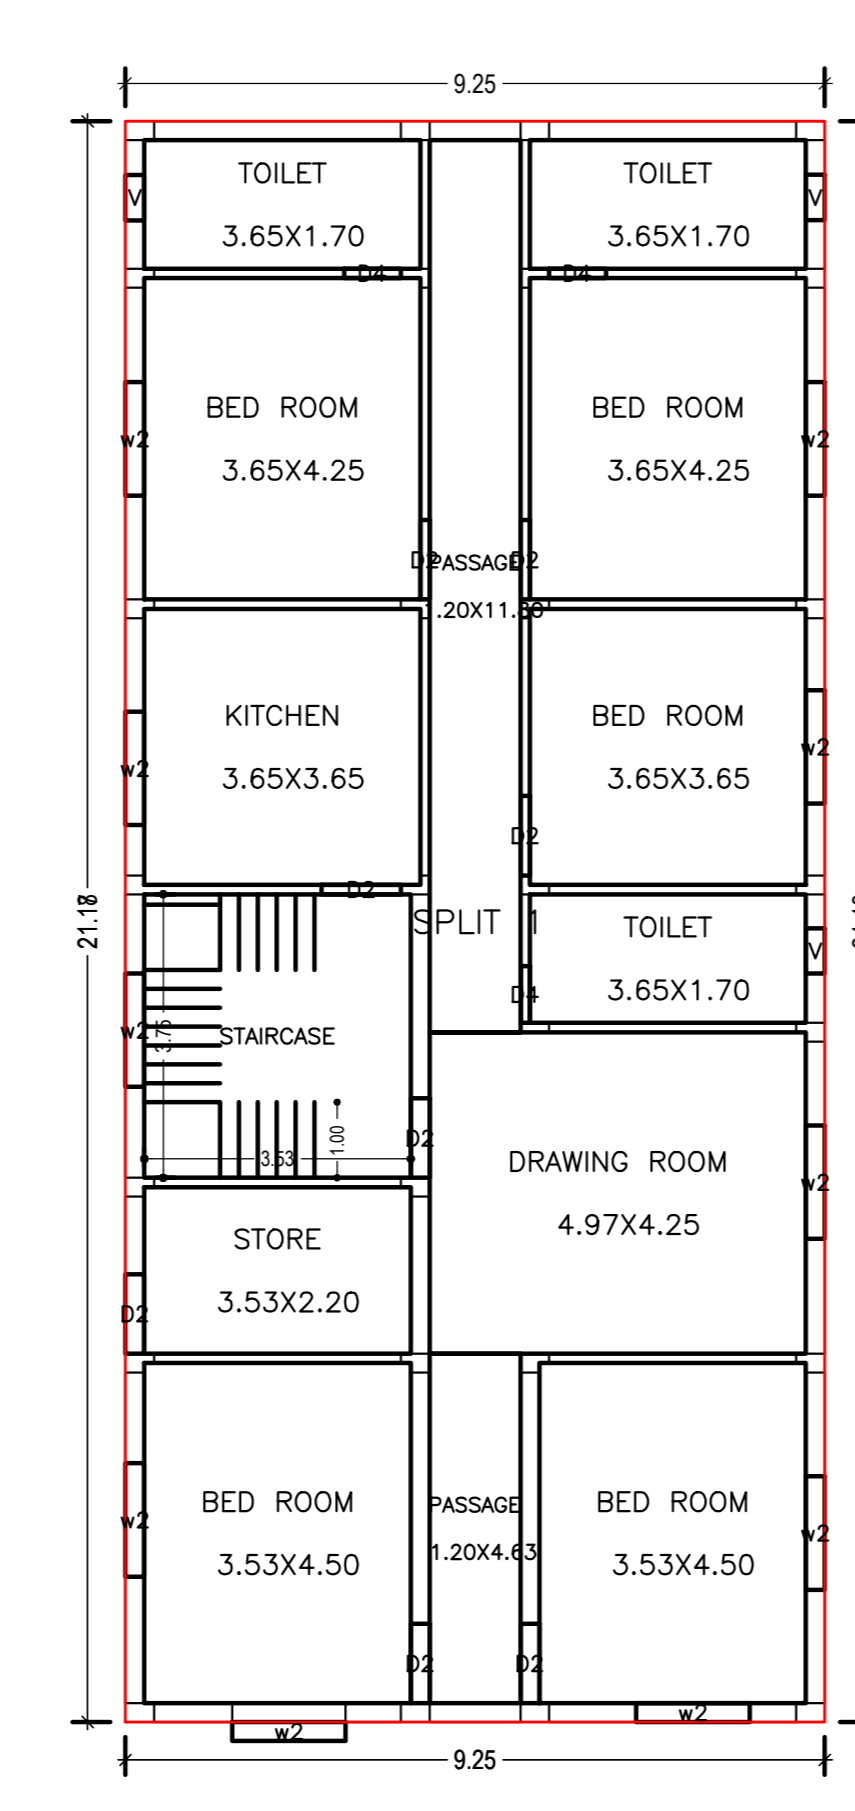 9.25
TOILET
3.65X1.70
TOILET
3.65X1.70
V
V
D4
D4
BED ROOM
3.65X4.25
BED ROOM
3.65X4.25
w2
w2
D2
PASSAGE
D2
KITCHEN
3.65X3.65
BED ROOM
3.65X3.65
w2
w2
D2
D2
SPLIT 1
TOILET
3.65X1.70
V
D4
w2
3.75
STAIRCASE
D2
3.53
1.00
DRAWING ROOM
4.97X4.25
w2
STORE
3.53X2.20
D2
BED ROOM
3.53X4.50
PASSAGE
1.20X4.63
BED ROOM
3.53X4.50
w2
w2
D2
D2
w2
w2
9.25